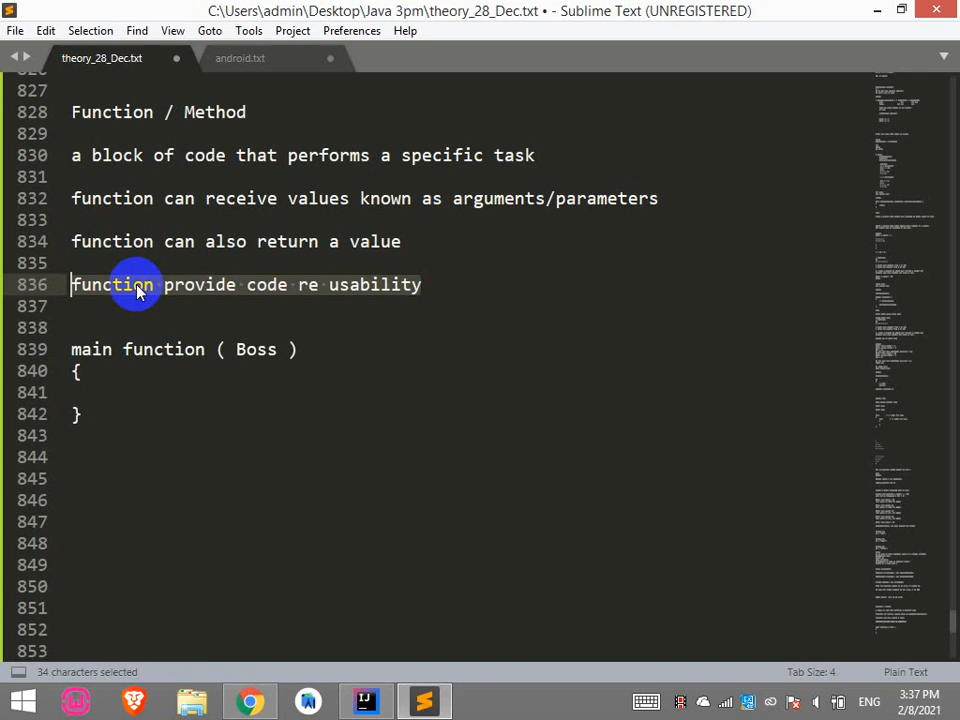 C:\Users\admin\Desktop\Java 3pm\theory_28_Dec.txt • - Sublime Text (UNREGISTERED)
File Edit Selection Find View Goto Tools Project Preferences Help
theory_28_Dec.txt android.txt
827
828 Function / Method
829
830 a block of code that performs a specific task
831
832 function can receive values known as arguments/parameters
833
834 function can also return a value
835
836 function provide code re usability
837
838
839 main function ( Boss )
840 {
841
842 }
843
844
845
846
847
848
849
850
851
852
853
34 characters selected Tab Size: 4 Plain Text
ENG 3:37 PM
2/8/2021